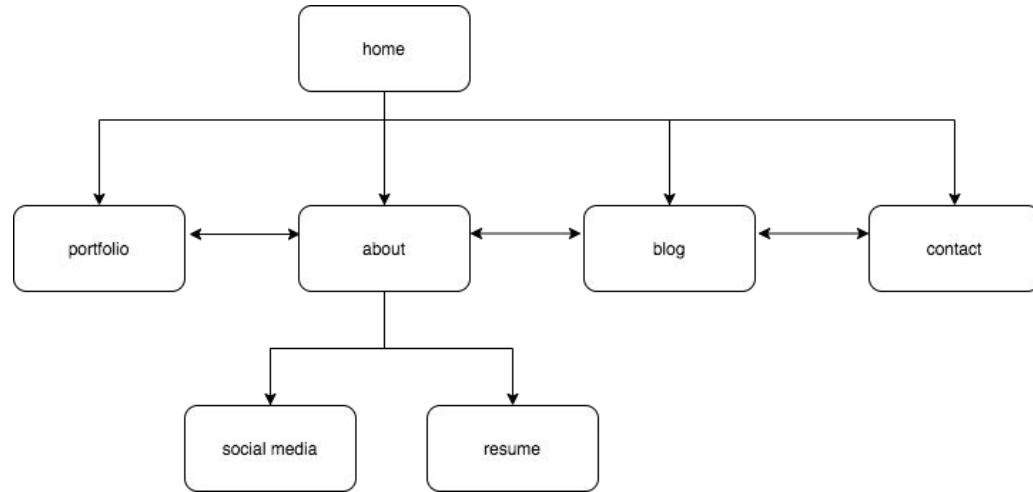 home
portfolio
about
blog
contact
social media
resume